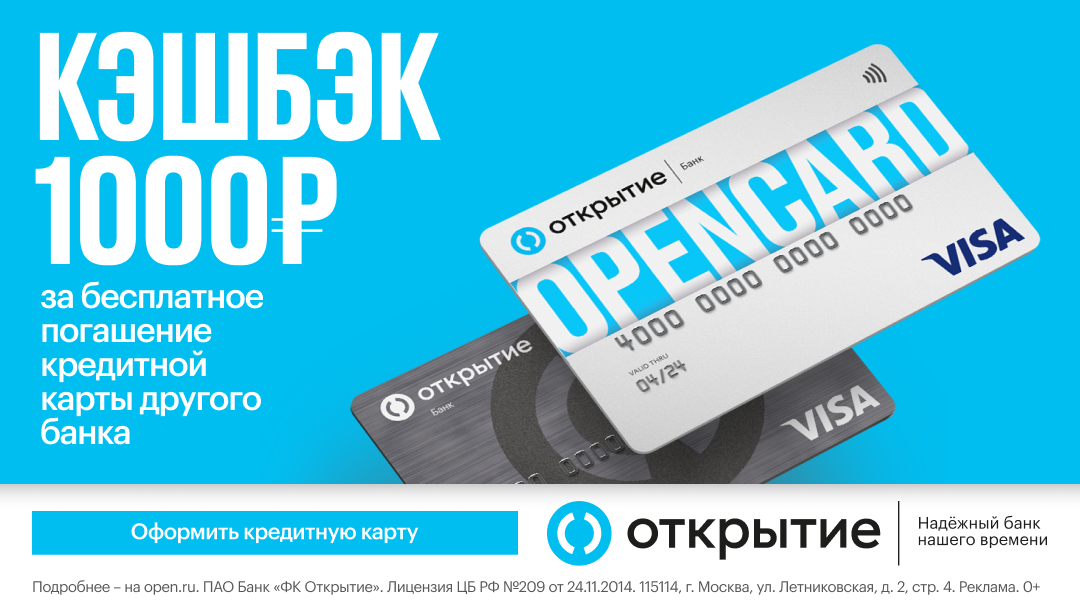 КЭШБЭК
1000₽
за бесплатное
погашение
кредитной
карты другого
банка
открытие Банк
OPENCARD
4000 0000 0000 0000
VALID THRU
04/24
VISA
открытие
Банк
0000
VISA
Оформить кредитную карту
открытие
Надёжный банк
нашего времени
Подробнее – на open.ru. ПАО Банк «ФК Открытие». Лицензия ЦБ РФ №209 от 24.11.2014. 115114, г. Москва, ул. Летниковская, д. 2, стр. 4. Реклама. 0+